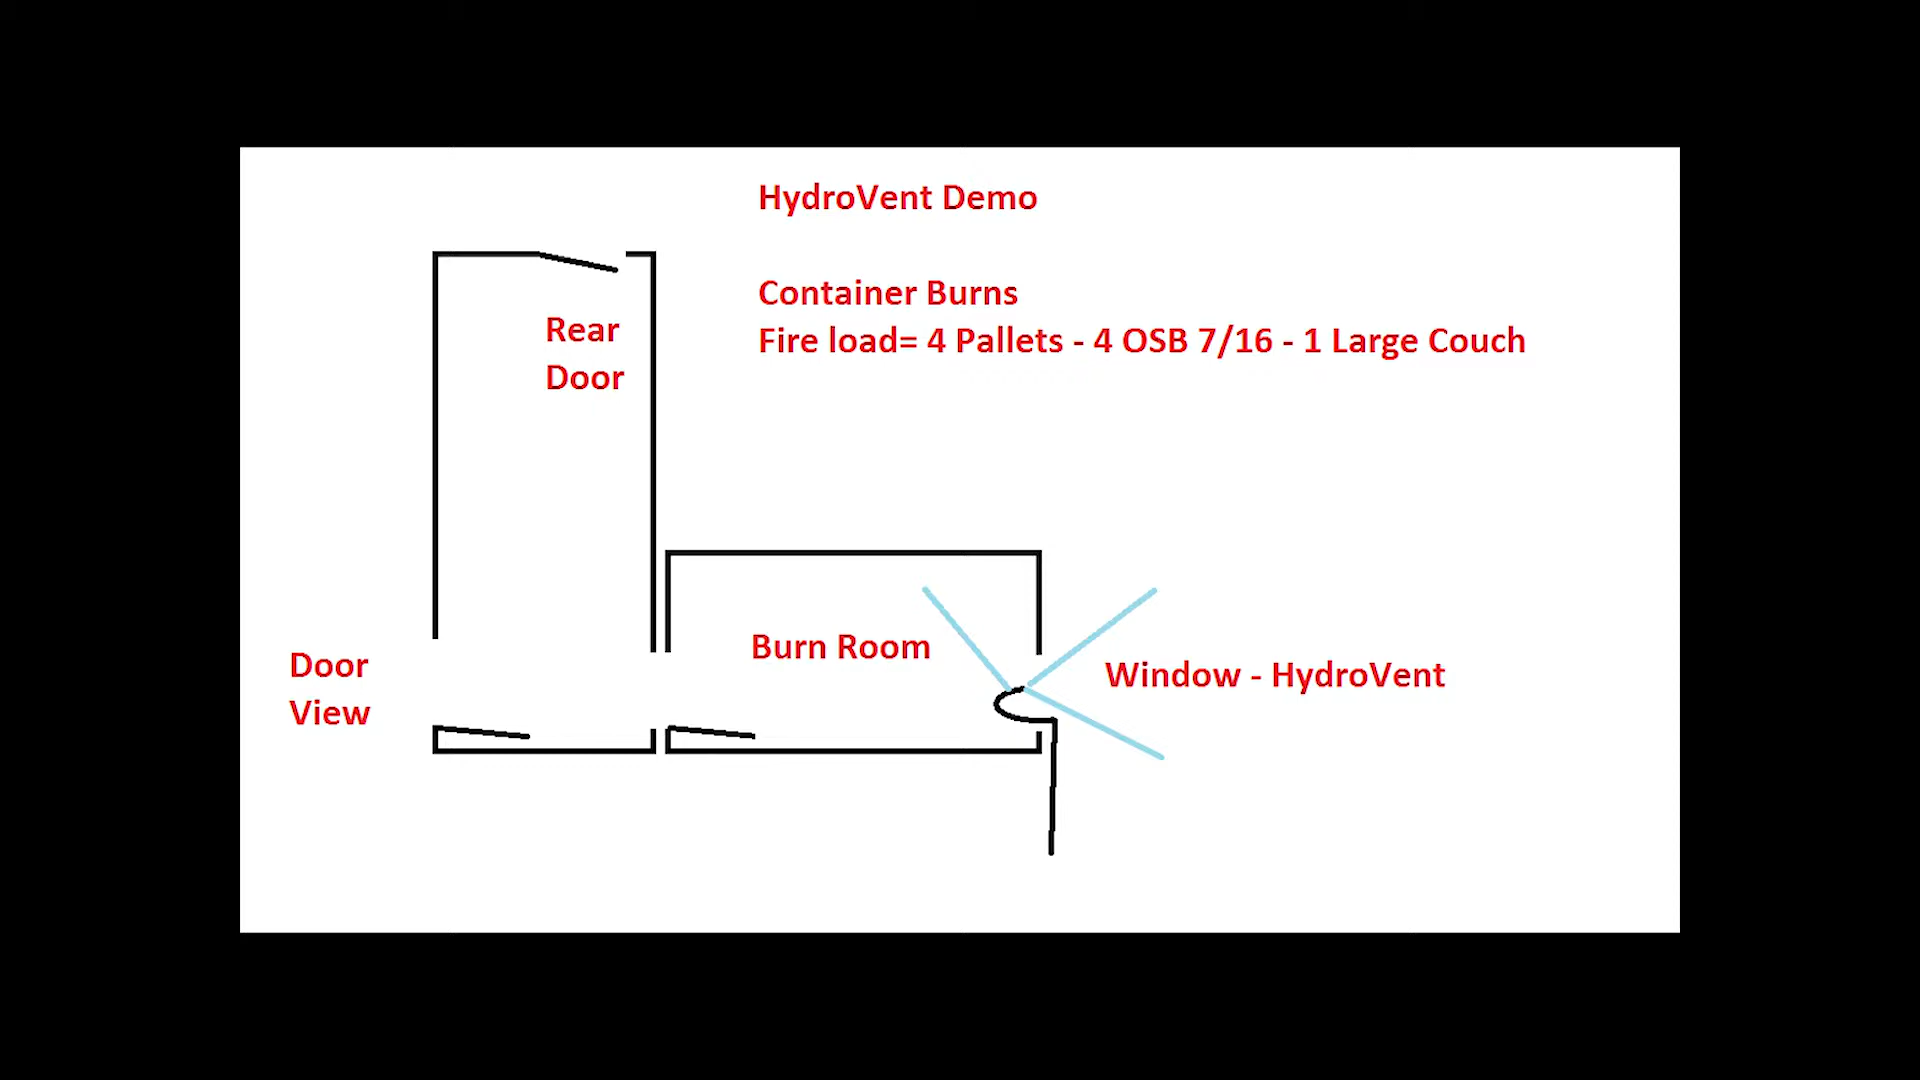 HydroVent Demo
Container Burns
Fire load= 4 Pallets - 4 OSB 7/16 - 1 Large Couch
Rear
Door
Burn Room
Door
View
Window - HydroVent